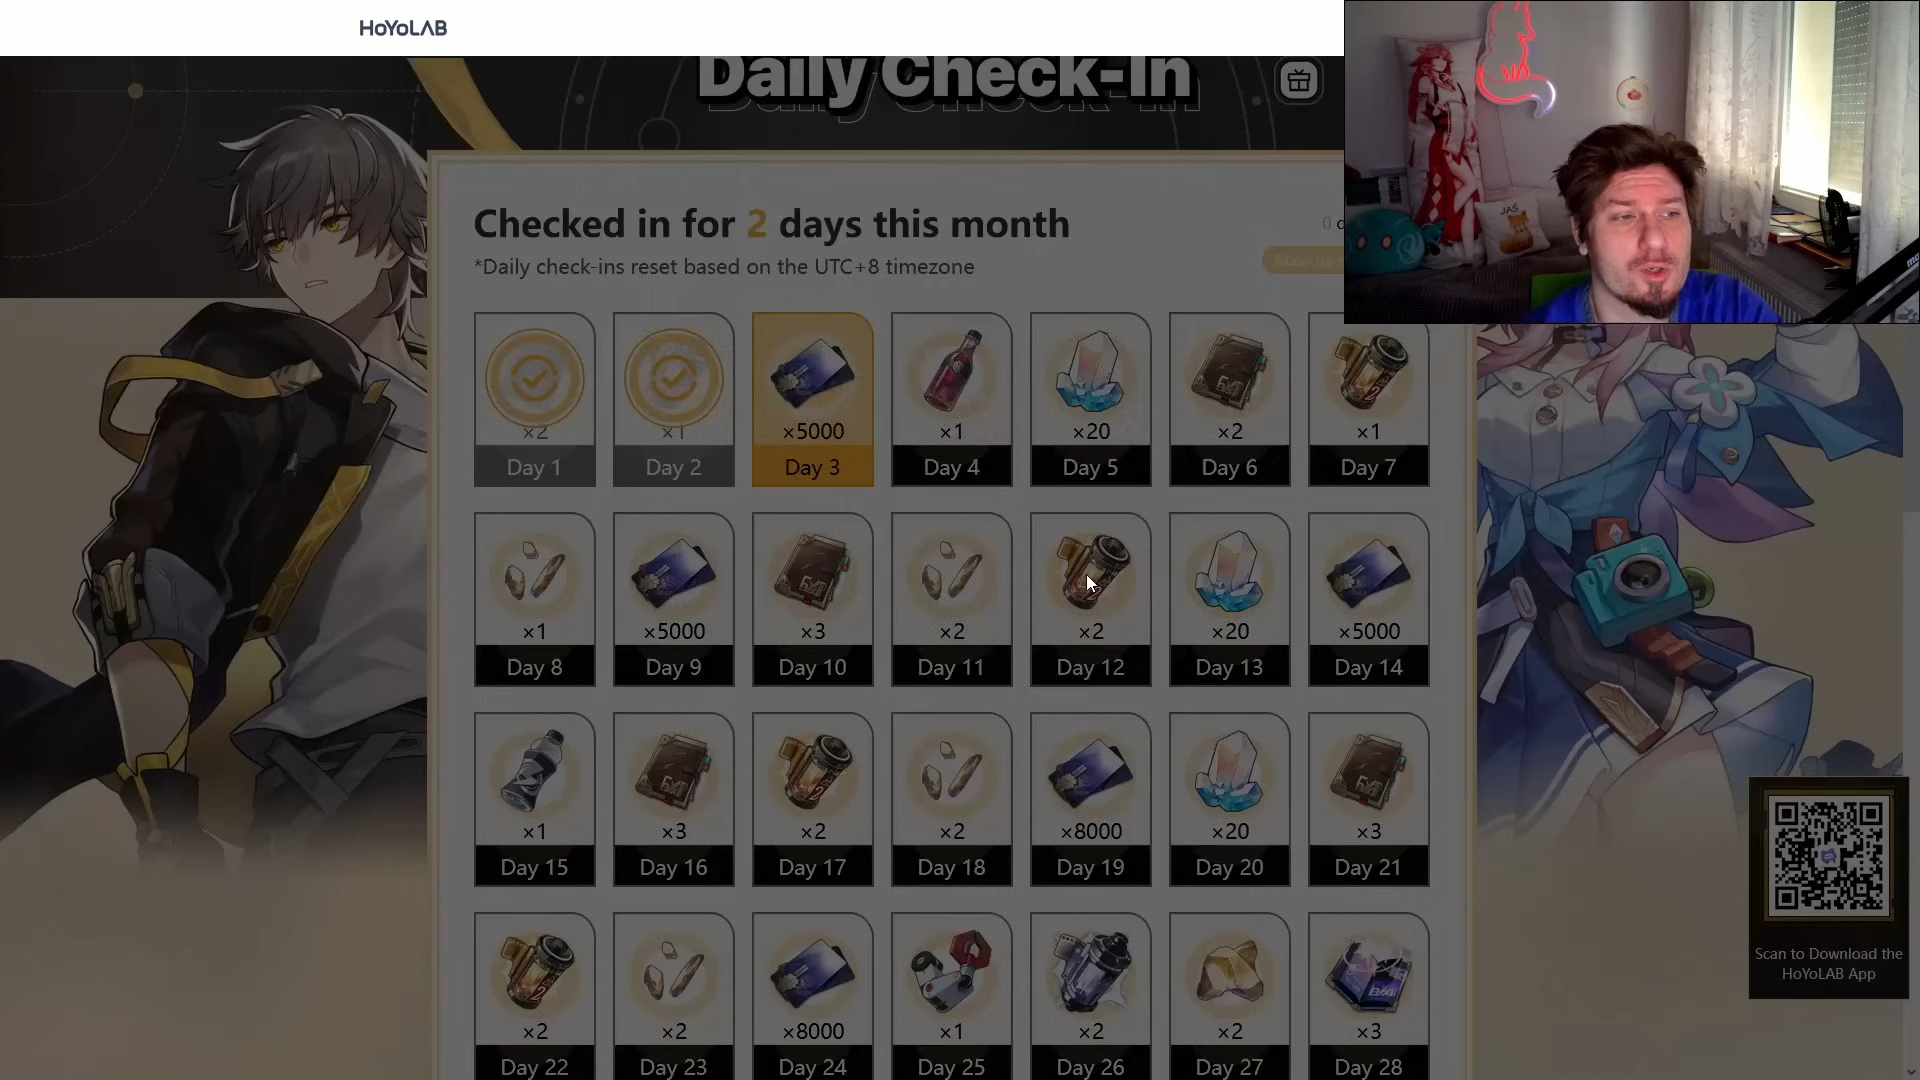 HoYoLAB
Daily Check-In
Checked in for 2 days this month
*Daily check-ins reset based on the UTC+8 timezone
0
Make-up
×2
×1
×5000
×1
×20
×2
×1
Day 1
Day 2
Day 3
Day 4
Day 5
Day 6
Day 7
×1
×5000
×3
×2
×2
×20
×5000
Day 8
Day 9
Day 10
Day 11
Day 12
Day 13
Day 14
×1
×3
×2
×2
×8000
×20
×3
Day 15
Day 16
Day 17
Day 18
Day 19
Day 20
Day 21
×2
×2
×8000
×1
×2
×2
×3
Day 22
Day 23
Day 24
Day 25
Day 26
Day 27
Day 28
JAŚ
Scan to Download the
HoYoLAB App